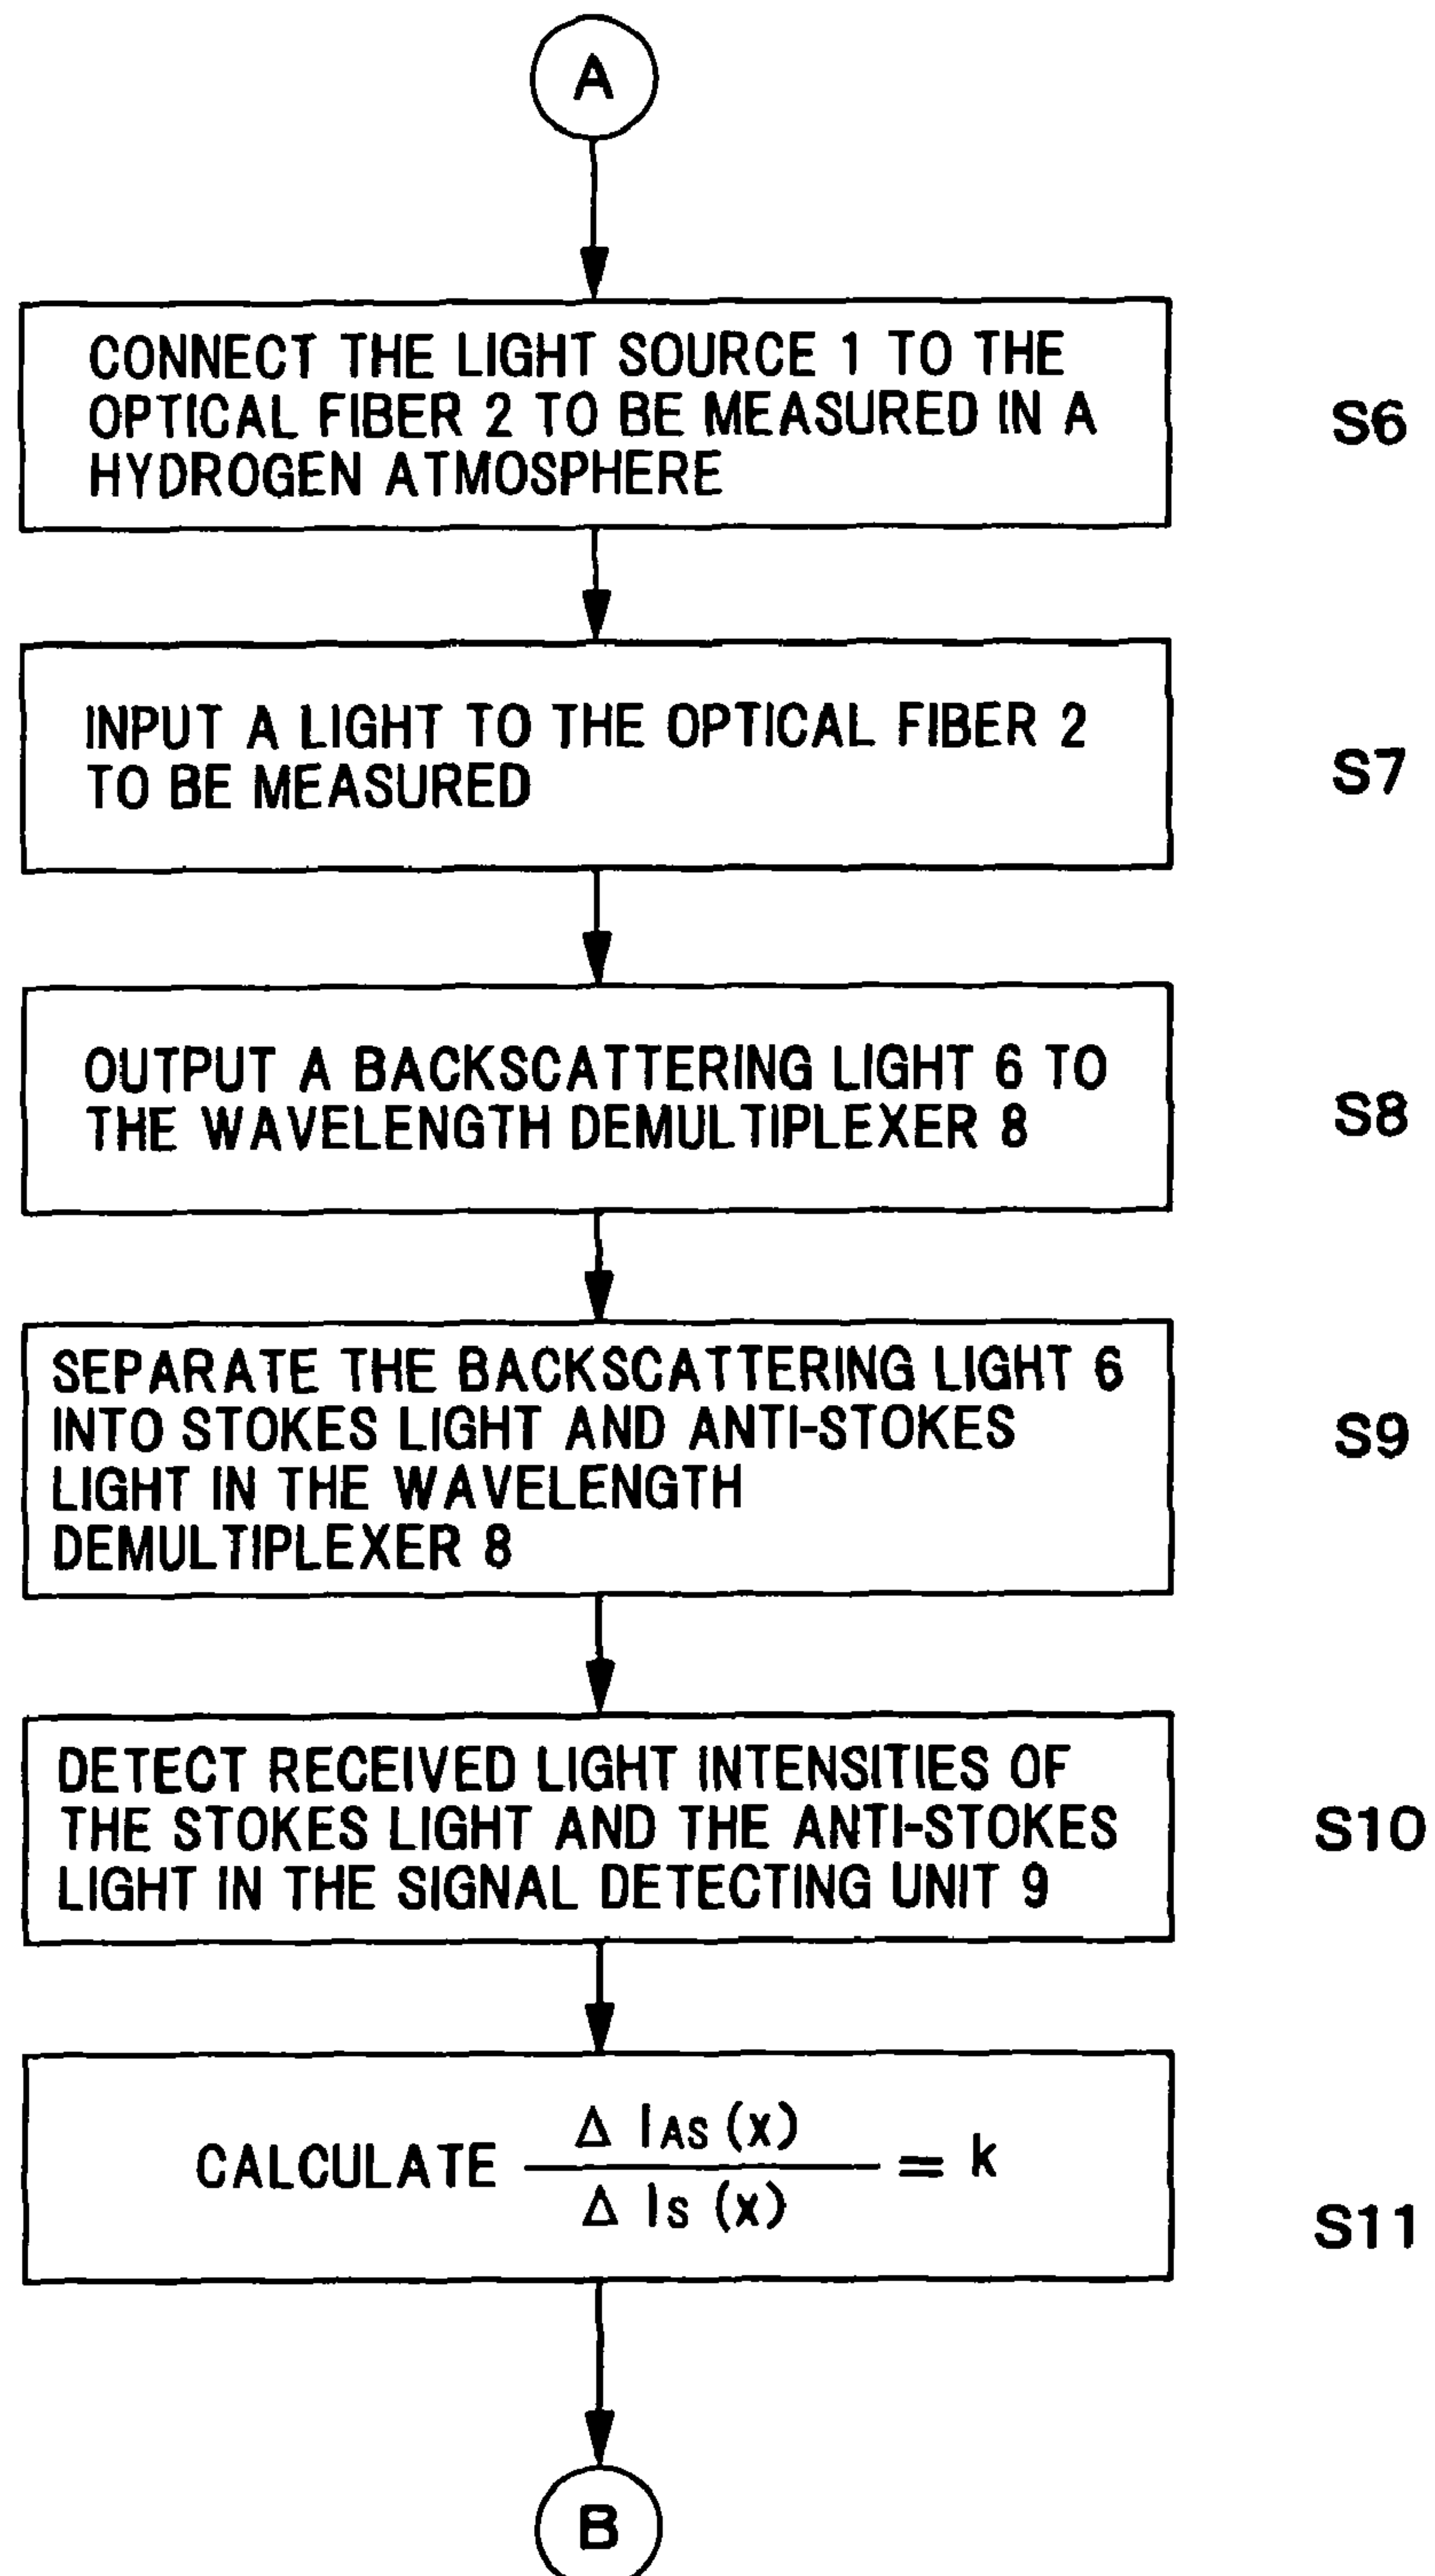 A
CONNECT THE LIGHT SOURCE 1 TO THE
OPTICAL FIBER 2 TO BE MEASURED IN A
HYDROGEN ATMOSPHERE
S6
INPUT A LIGHT TO THE OPTICAL FIBER 2
TO BE MEASURED
S7
OUTPUT A BACKSCATTERING LIGHT 6 TO
THE WAVELENGTH DEMULTIPLEXER 8
S8
SEPARATE THE BACKSCATTERING LIGHT 6
INTO STOKES LIGHT AND ANTI-STOKES
LIGHT IN THE WAVELENGTH
DEMULTIPLEXER 8
S9
DETECT RECEIVED LIGHT INTENSITIES OF
THE STOKES LIGHT AND THE ANTI-STOKES
LIGHT IN THE SIGNAL DETECTING UNIT 9
S10
CALCULATE Δ IAS (x) / Δ IS (x) = k
S11
B